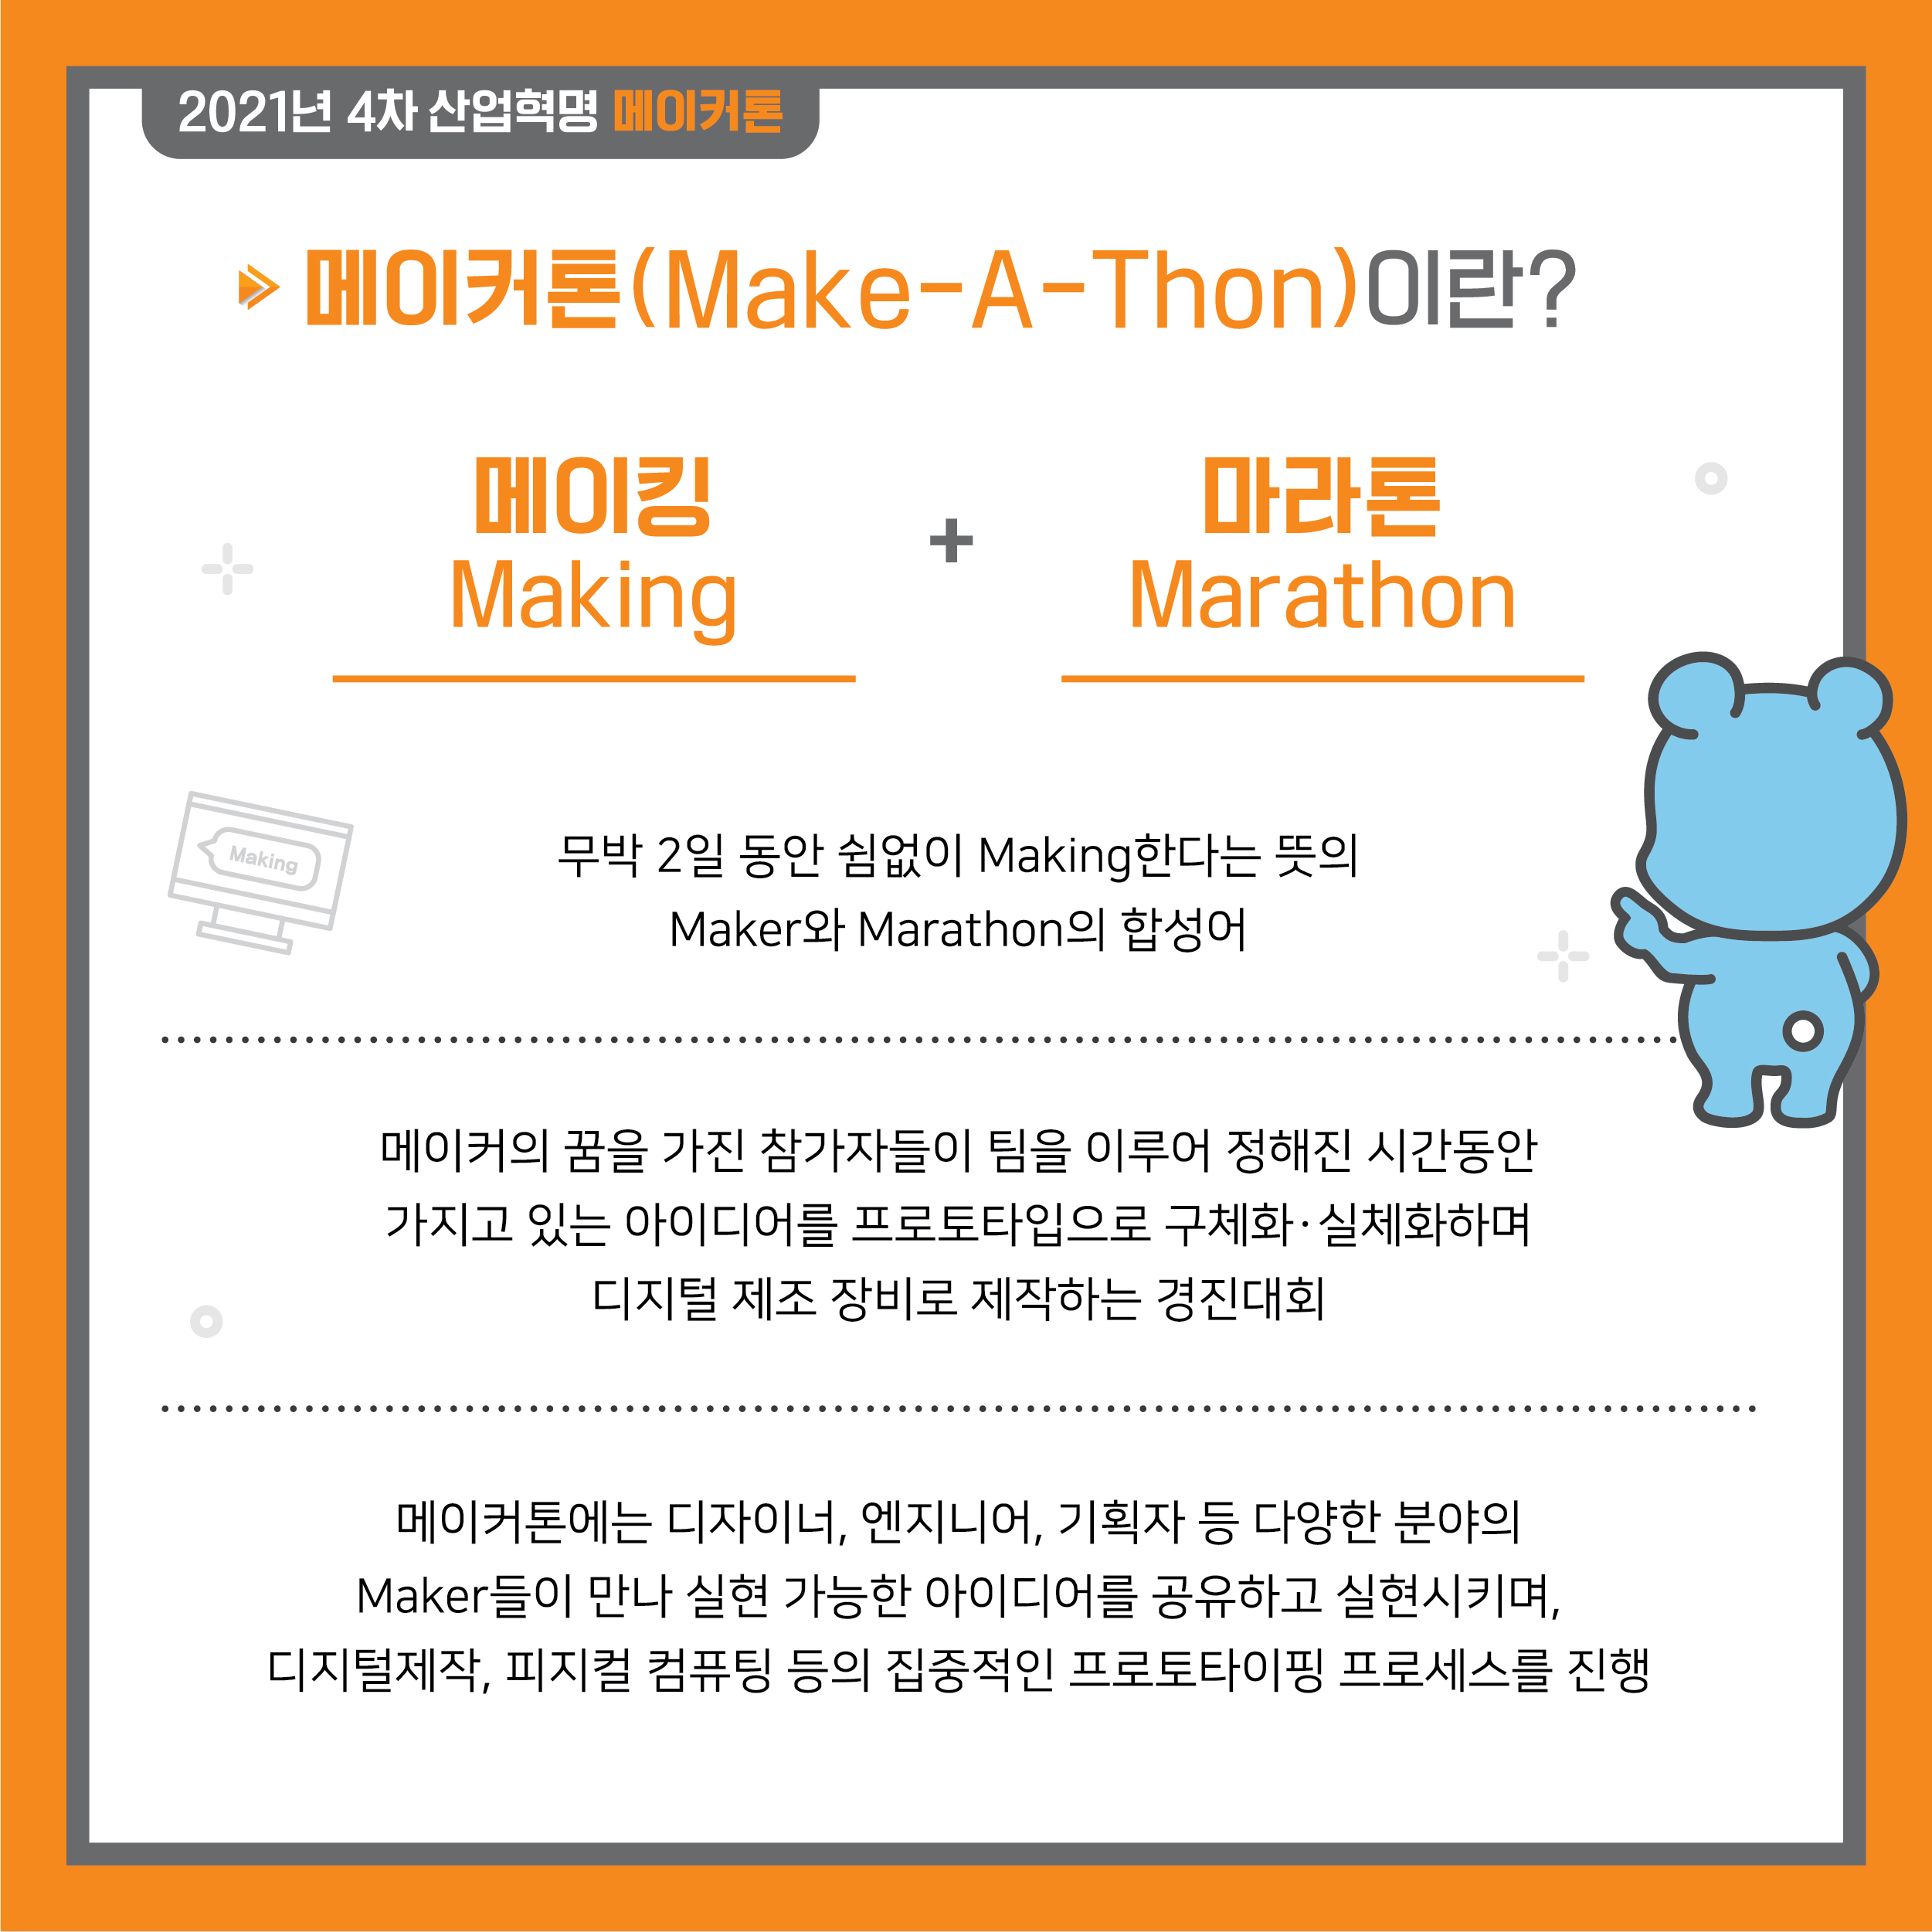 2021년 4차 산업혁명 메이커톤
메이커톤(Make-A-Thon)이란?
메이킹
Making
+
마라톤
Marathon
Making
무박 2일 동안 쉼없이 Making한다는 뜻의
Maker와 Marathon의 합성어
메이커의 꿈을 가진 참가자들이 팀을 이루어 정해진 시간동안
가지고 있는 아이디어를 프로토타입으로 구체화·실체화하며
디지털 제조 장비로 제작하는 경진대회
메이커톤에는 디자이너, 엔지니어, 기획자 등 다양한 분야의
Maker들이 만나 실현 가능한 아이디어를 공유하고 실현시키며,
디지털제작, 피지컬 컴퓨팅 등의 집중적인 프로토타이핑 프로세스를 진행